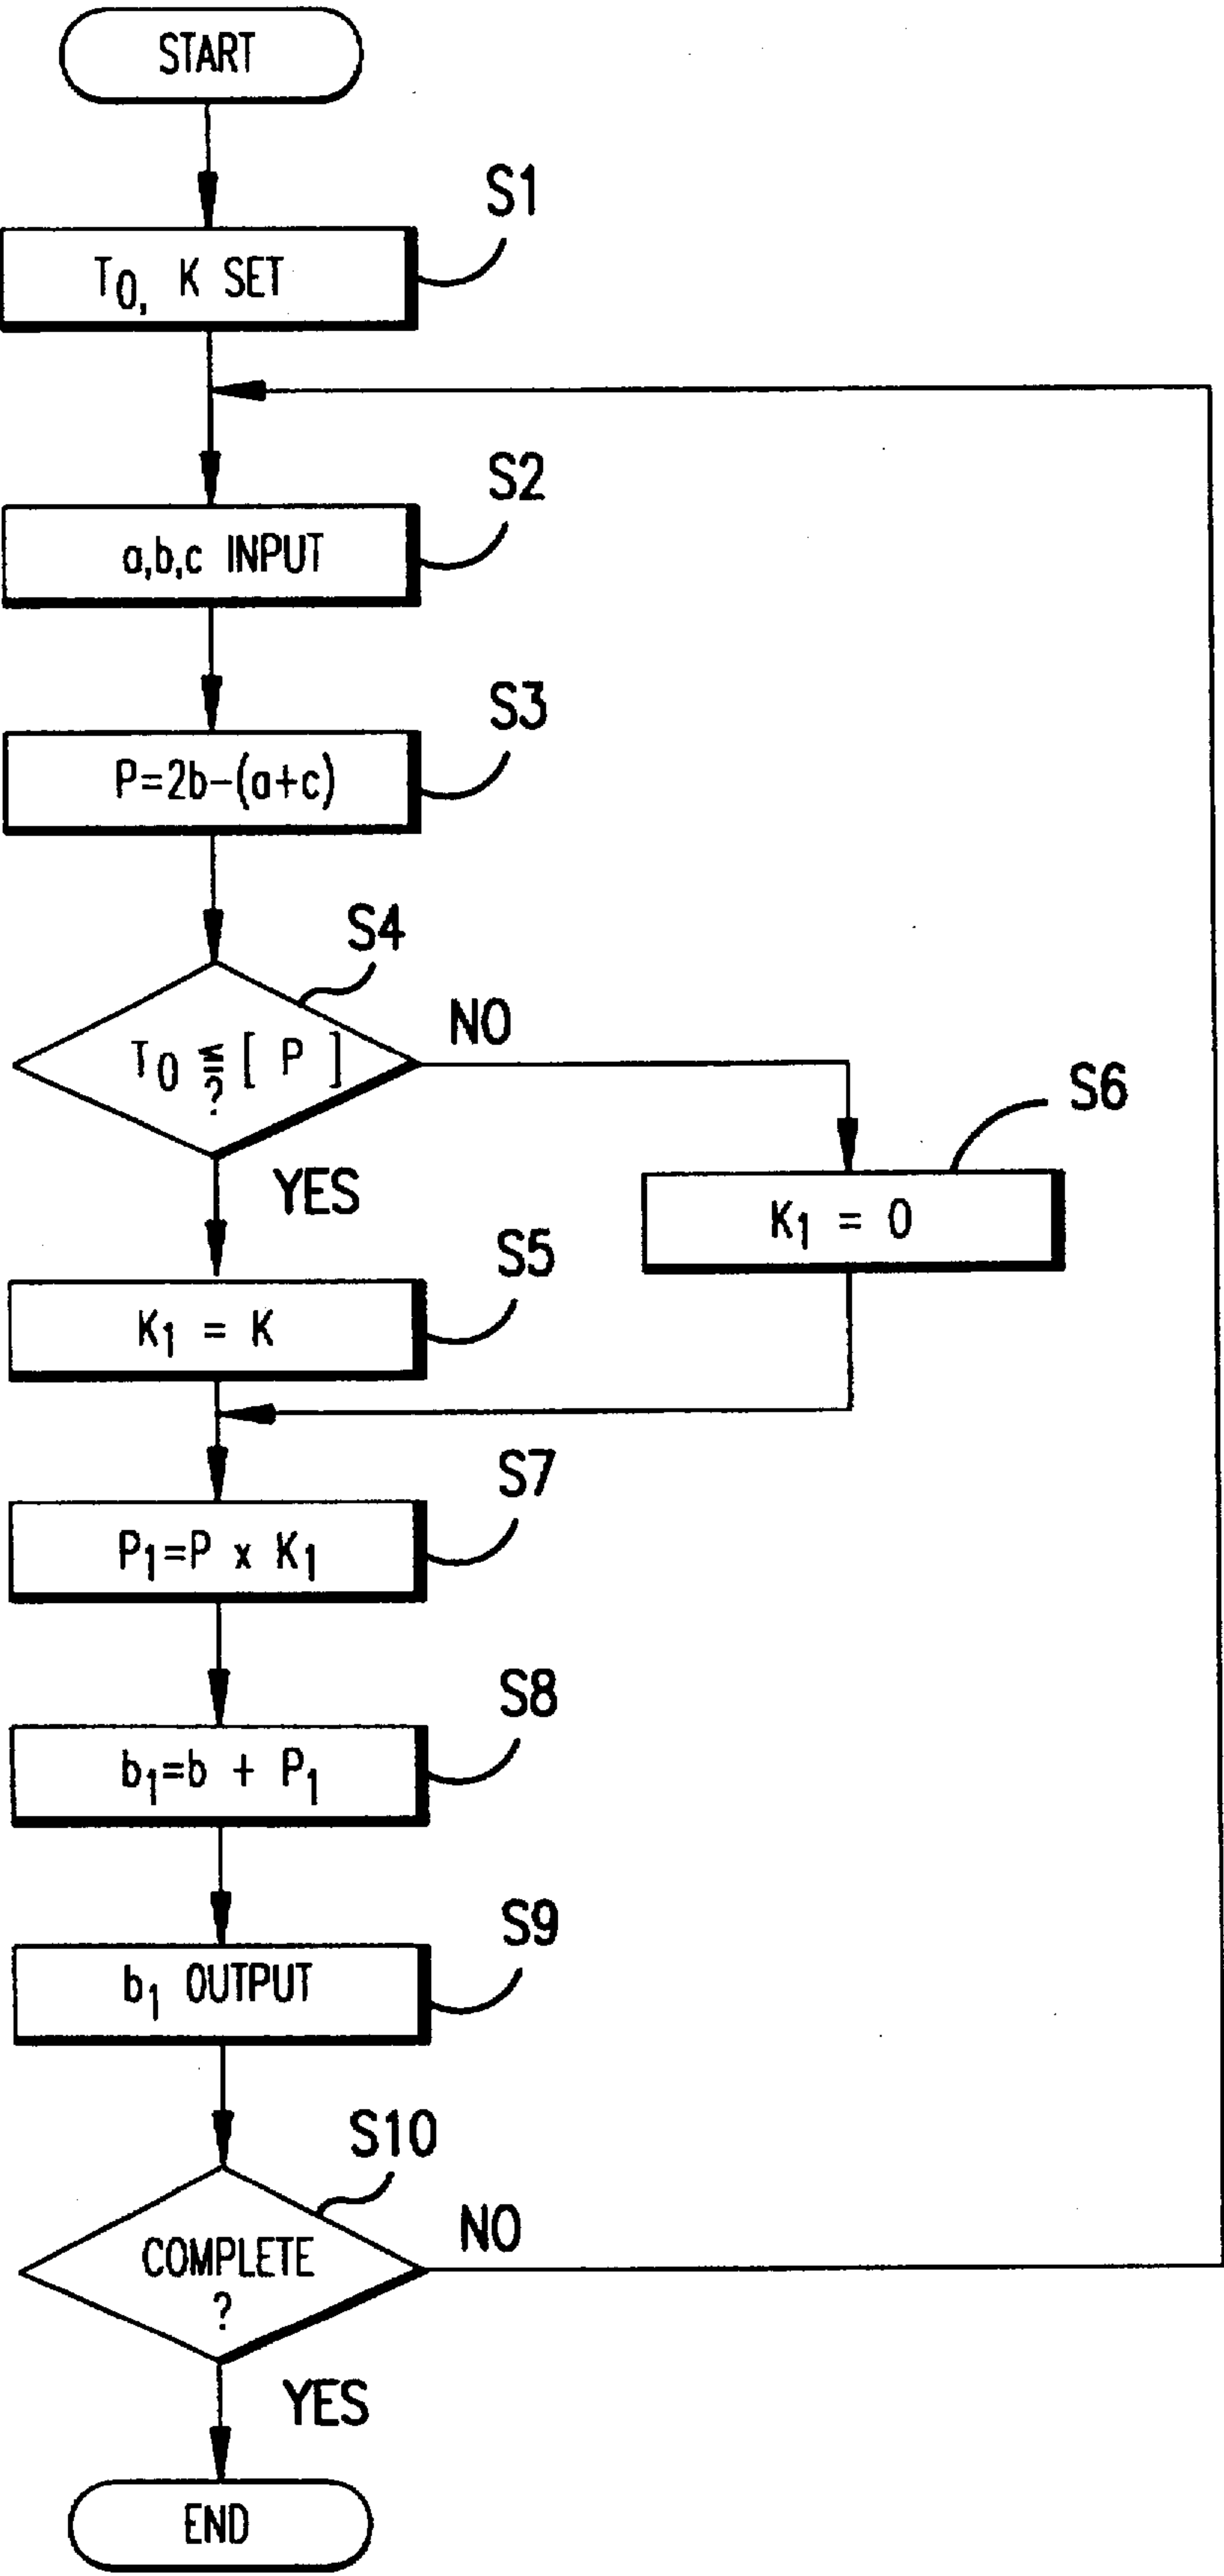 START
S1
T0, K SET
S2
a,b,c INPUT
S3
P=2b-(a+c)
S4
T0 ≦ [ P ]
?
NO
YES
S6
K1 = 0
S5
K1 = K
S7
P1=P x K1
S8
b1=b + P1
S9
b1 OUTPUT
S10
COMPLETE
?
NO
YES
END